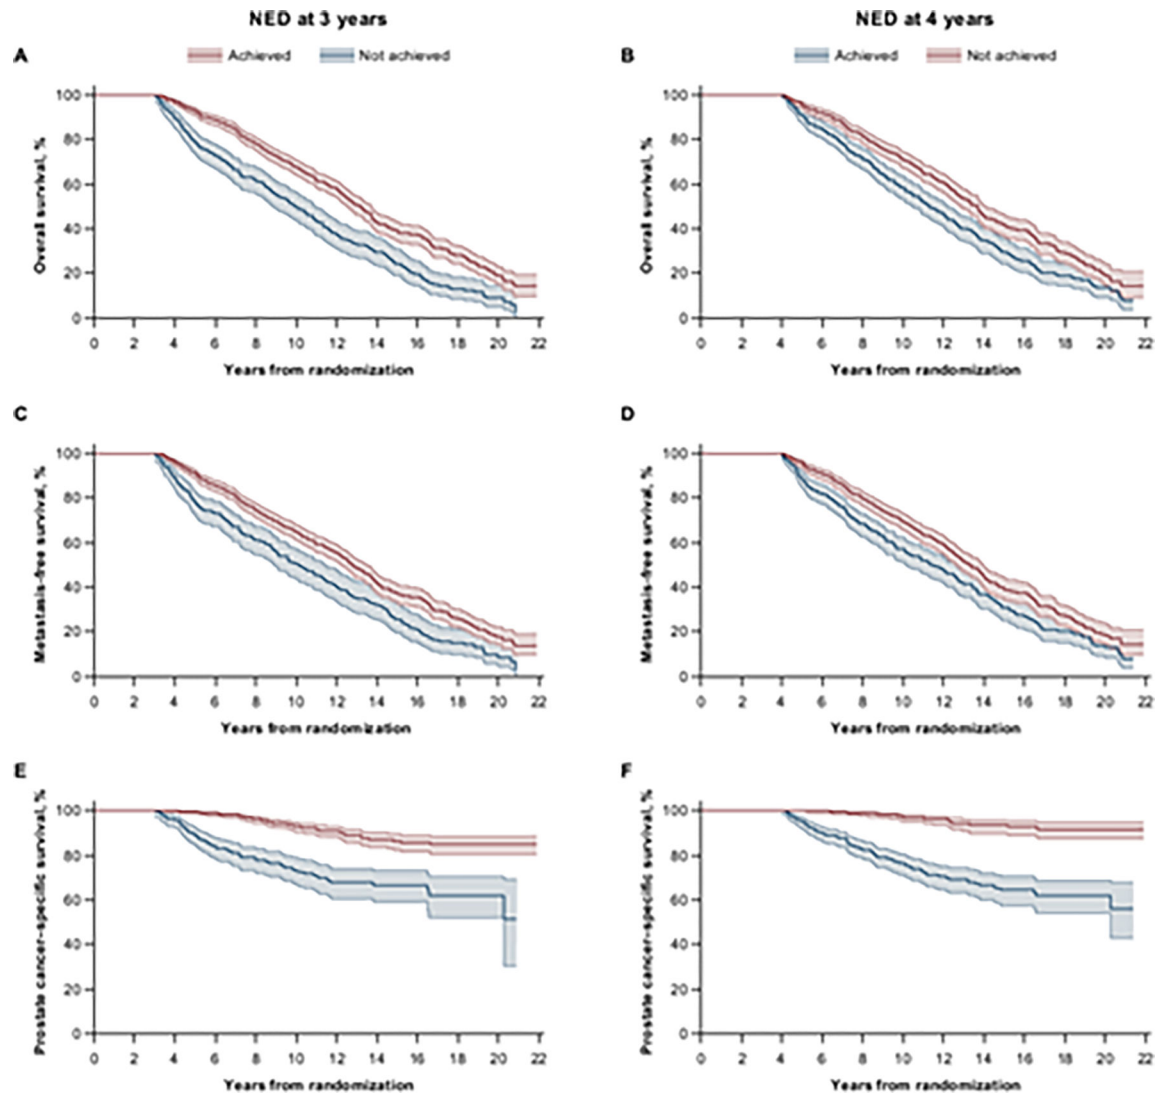 NED at 3 years
NED at 4 years
A
Achieved
Not achieved
B
Achieved
Not achieved
Overall survival, %
100
80
60
40
20
0
0 2 4 6 8 10 12 14 16 18 20 22
Years from randomization
Overall survival, %
100
80
60
40
20
0
0 2 4 6 8 10 12 14 16 18 20 22
Years from randomization
C
Metastasis-free survival, %
100
80
60
40
20
0
0 2 4 6 8 10 12 14 16 18 20 22
Years from randomization
D
Metastasis-free survival, %
100
80
60
40
20
0
0 2 4 6 8 10 12 14 16 18 20 22
Years from randomization
E
Prostate cancer-specific survival, %
100
80
60
40
20
0
0 2 4 6 8 10 12 14 16 18 20 22
Years from randomization
F
Prostate cancer-specific survival, %
100
80
60
40
20
0
0 2 4 6 8 10 12 14 16 18 20 22
Years from randomization